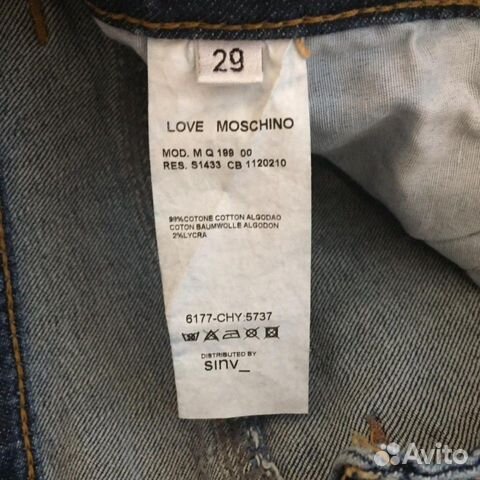 29
LOVE MOSCHINO
MOD. M Q 199 00
RES. S1433 CB 1120210
98%COTONE COTTON ALGODAO
COTON BAUMWOLLE ALGODON
2%LYCRA
6177-CHY:5737
DISTRIBUTED BY
sinv_
Avito